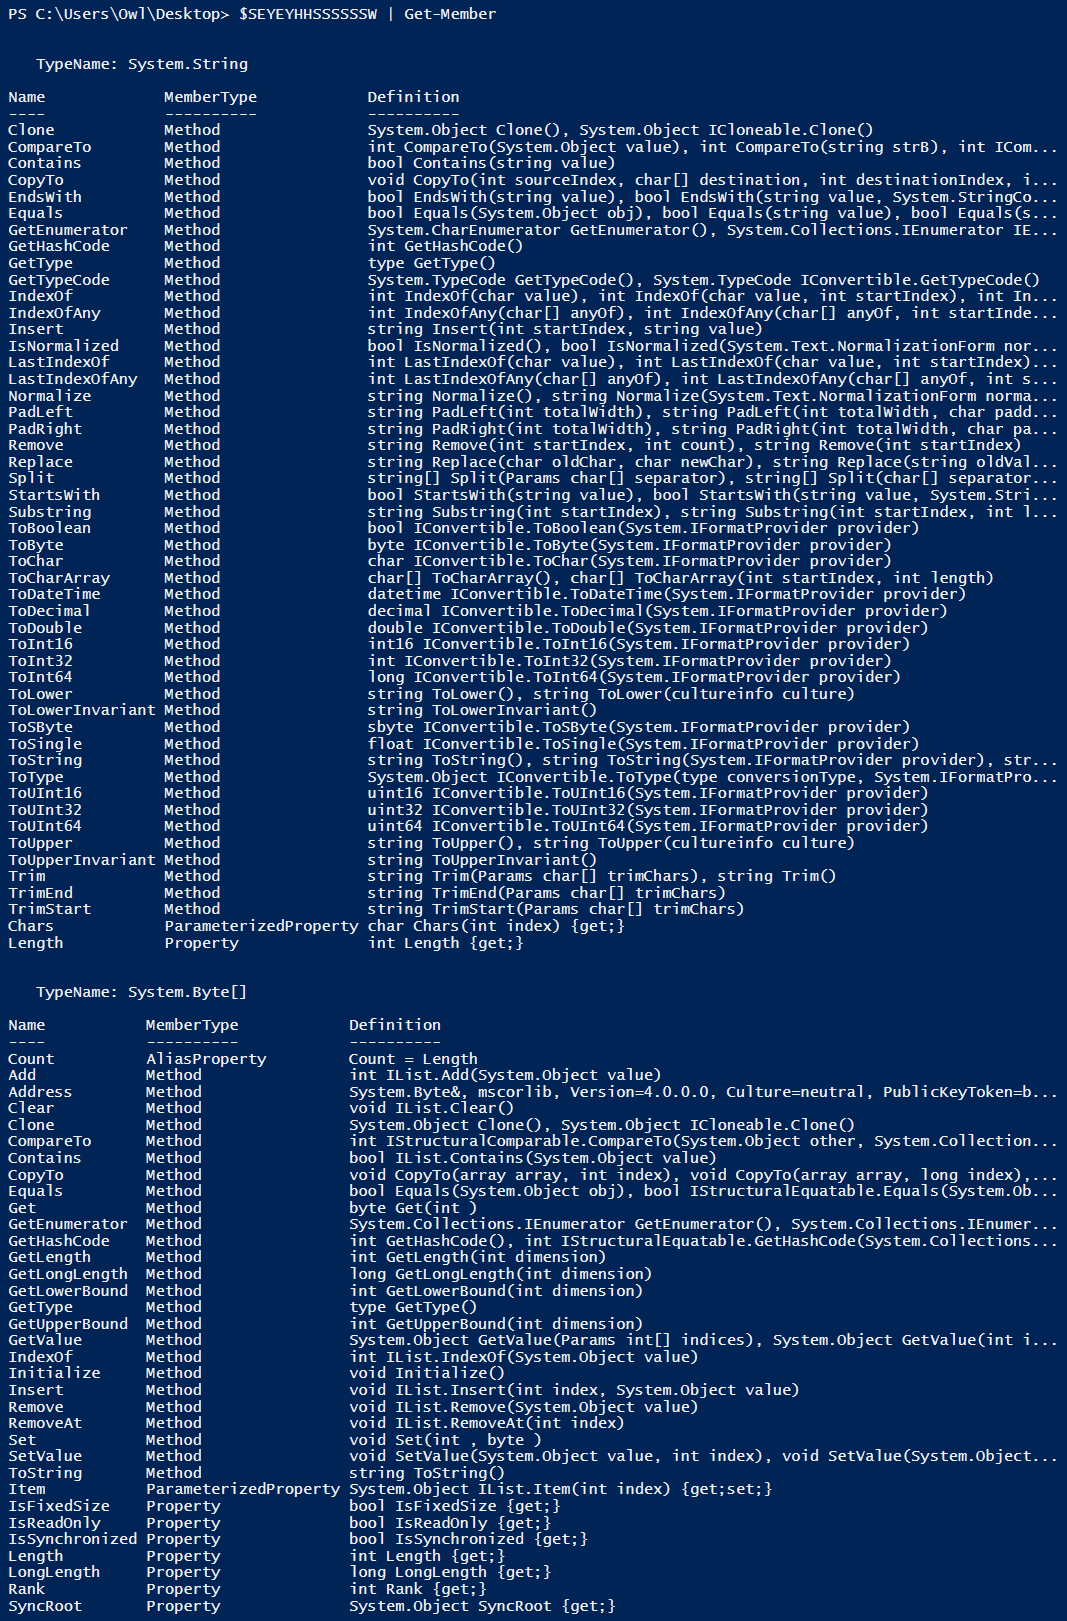 PS C:\Users\Owl\Desktop> $SEYEYHHSSSSSSW | Get-Member
TypeName: System.String
Name MemberType Definition
---- ---------- ----------
Clone Method System.Object Clone(), System.Object ICloneable.Clone()
CompareTo Method int CompareTo(System.Object value), int CompareTo(string strB), int ICom...
Contains Method bool Contains(string value)
CopyTo Method void CopyTo(int sourceIndex, char[] destination, int destinationIndex, i...
EndsWith Method bool EndsWith(string value), bool EndsWith(string value, System.StringCo...
Equals Method bool Equals(System.Object obj), bool Equals(string value), bool Equals(s...
GetEnumerator Method System.CharEnumerator GetEnumerator(), System.Collections.IEnumerator IE...
GetHashCode Method int GetHashCode()
GetType Method type GetType()
GetTypeCode Method System.TypeCode GetTypeCode(), System.TypeCode IConvertible.GetTypeCode()
IndexOf Method int IndexOf(char value), int IndexOf(char value, int startIndex), int In...
IndexOfAny Method int IndexOfAny(char[] anyOf), int IndexOfAny(char[] anyOf, int startInde...
Insert Method string Insert(int startIndex, string value)
IsNormalized Method bool IsNormalized(), bool IsNormalized(System.Text.NormalizationForm nor...
LastIndexOf Method int LastIndexOf(char value), int LastIndexOf(char value, int startIndex)...
LastIndexOfAny Method int LastIndexOfAny(char[] anyOf), int LastIndexOfAny(char[] anyOf, int s...
Normalize Method string Normalize(), string Normalize(System.Text.NormalizationForm norma...
PadLeft Method string PadLeft(int totalWidth), string PadLeft(int totalWidth, char padd...
PadRight Method string PadRight(int totalWidth), string PadRight(int totalWidth, char pa...
Remove Method string Remove(int startIndex, int count), string Remove(int startIndex)
Replace Method string Replace(char oldChar, char newChar), string Replace(string oldVal...
Split Method string[] Split(Params char[] separator), string[] Split(char[] separator...
StartsWith Method bool StartsWith(string value), bool StartsWith(string value, System.Stri...
Substring Method string Substring(int startIndex), string Substring(int startIndex, int l...
ToBoolean Method bool IConvertible.ToBoolean(System.IFormatProvider provider)
ToByte Method byte IConvertible.ToByte(System.IFormatProvider provider)
ToChar Method char IConvertible.ToChar(System.IFormatProvider provider)
ToCharArray Method char[] ToCharArray(), char[] ToCharArray(int startIndex, int length)
ToDateTime Method datetime IConvertible.ToDateTime(System.IFormatProvider provider)
ToDecimal Method decimal IConvertible.ToDecimal(System.IFormatProvider provider)
ToDouble Method double IConvertible.ToDouble(System.IFormatProvider provider)
ToInt16 Method int16 IConvertible.ToInt16(System.IFormatProvider provider)
ToInt32 Method int IConvertible.ToInt32(System.IFormatProvider provider)
ToInt64 Method long IConvertible.ToInt64(System.IFormatProvider provider)
ToLower Method string ToLower(), string ToLower(cultureinfo culture)
ToLowerInvariant Method string ToLowerInvariant()
ToSByte Method sbyte IConvertible.ToSByte(System.IFormatProvider provider)
ToSingle Method float IConvertible.ToSingle(System.IFormatProvider provider)
ToString Method string ToString(), string ToString(System.IFormatProvider provider), str...
ToType Method System.Object IConvertible.ToType(type conversionType, System.IFormatPro...
ToUInt16 Method uint16 IConvertible.ToUInt16(System.IFormatProvider provider)
ToUInt32 Method uint32 IConvertible.ToUInt32(System.IFormatProvider provider)
ToUInt64 Method uint64 IConvertible.ToUInt64(System.IFormatProvider provider)
ToUpper Method string ToUpper(), string ToUpper(cultureinfo culture)
ToUpperInvariant Method string ToUpperInvariant()
Trim Method string Trim(Params char[] trimChars), string Trim()
TrimEnd Method string TrimEnd(Params char[] trimChars)
TrimStart Method string TrimStart(Params char[] trimChars)
Chars ParameterizedProperty char Chars(int index) {get;}
Length Property int Length {get;}
TypeName: System.Byte[]
Name MemberType Definition
---- ---------- ----------
Count AliasProperty Count = Length
Add Method int IList.Add(System.Object value)
Address Method System.Byte&, mscorlib, Version=4.0.0.0, Culture=neutral, PublicKeyToken=b...
Clear Method void IList.Clear()
Clone Method System.Object Clone(), System.Object ICloneable.Clone()
CompareTo Method int IStructuralComparable.CompareTo(System.Object other, System.Collection...
Contains Method bool IList.Contains(System.Object value)
CopyTo Method void CopyTo(array array, int index), void CopyTo(array array, long index),...
Equals Method bool Equals(System.Object obj), bool IStructuralEquatable.Equals(System.Ob...
Get Method byte Get(int )
GetEnumerator Method System.Collections.IEnumerator GetEnumerator(), System.Collections.IEnumer...
GetHashCode Method int GetHashCode(), int IStructuralEquatable.GetHashCode(System.Collections...
GetLength Method int GetLength(int dimension)
GetLongLength Method long GetLongLength(int dimension)
GetLowerBound Method int GetLowerBound(int dimension)
GetType Method type GetType()
GetUpperBound Method int GetUpperBound(int dimension)
GetValue Method System.Object GetValue(Params int[] indices), System.Object GetValue(int i...
IndexOf Method int IList.IndexOf(System.Object value)
Initialize Method void Initialize()
Insert Method void IList.Insert(int index, System.Object value)
Remove Method void IList.Remove(System.Object value)
RemoveAt Method void IList.RemoveAt(int index)
Set Method void Set(int , byte )
SetValue Method void SetValue(System.Object value, int index), void SetValue(System.Object...
ToString Method string ToString()
Item ParameterizedProperty System.Object IList.Item(int index) {get;set;}
IsFixedSize Property bool IsFixedSize {get;}
IsReadOnly Property bool IsReadOnly {get;}
IsSynchronized Property bool IsSynchronized {get;}
Length Property int Length {get;}
LongLength Property long LongLength {get;}
Rank Property int Rank {get;}
SyncRoot Property System.Object SyncRoot {get;}